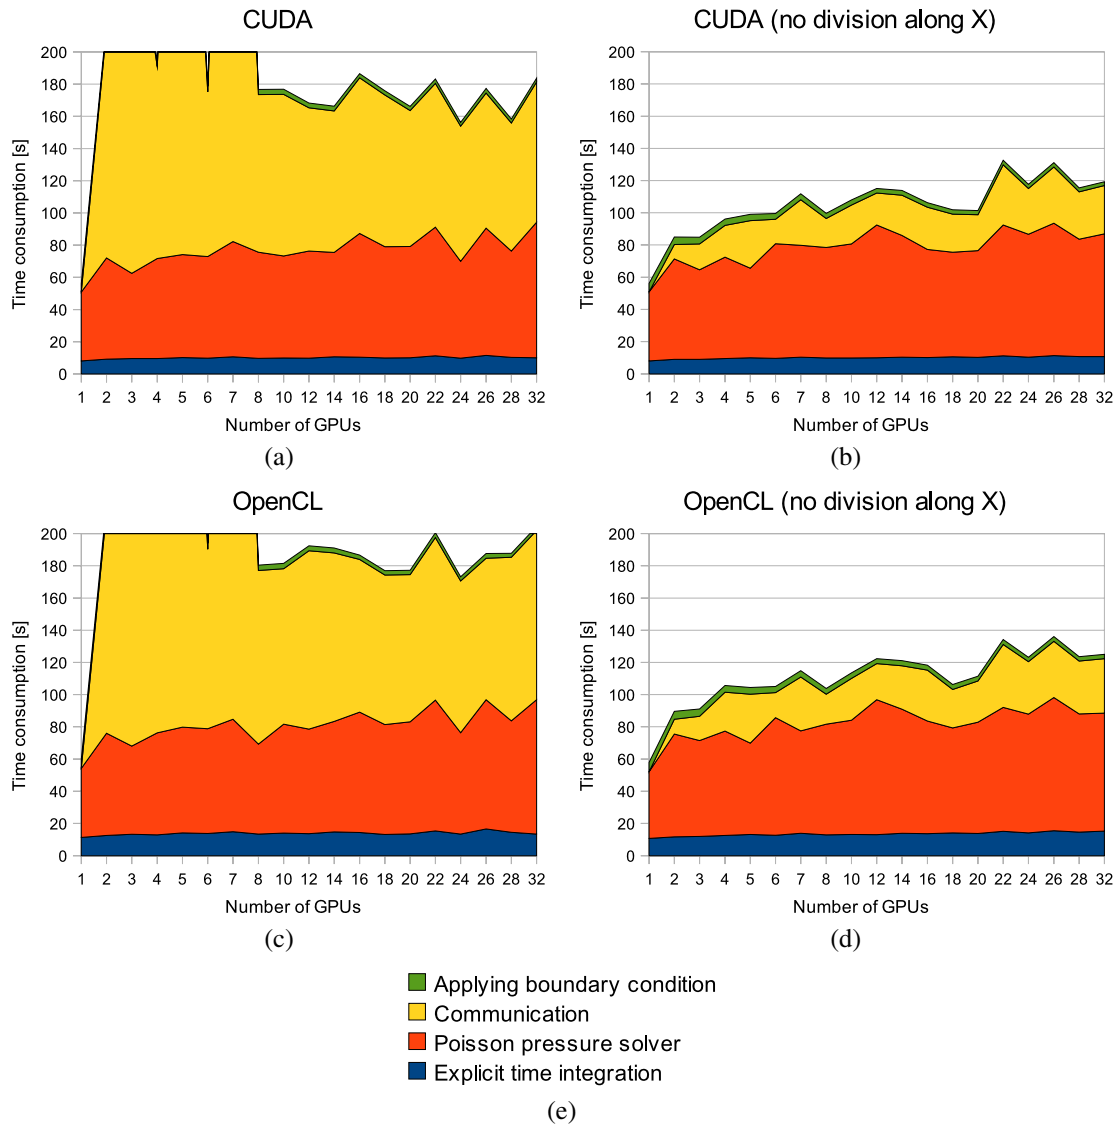 CUDA
Time consumption [s]
200
180
160
140
120
100
80
60
40
20
0
1 2 3 4 5 6 7 8 10 12 14 16 18 20 22 24 26 28 32
Number of GPUs
(a)
CUDA (no division along X)
Time consumption [s]
200
180
160
140
120
100
80
60
40
20
0
1 2 3 4 5 6 7 8 10 12 14 16 18 20 22 24 26 28 32
Number of GPUs
(b)
OpenCL
Time consumption [s]
200
180
160
140
120
100
80
60
40
20
0
1 2 3 4 5 6 7 8 10 12 14 16 18 20 22 24 26 28 32
Number of GPUs
(c)
OpenCL (no division along X)
Time consumption [s]
200
180
160
140
120
100
80
60
40
20
0
1 2 3 4 5 6 7 8 10 12 14 16 18 20 22 24 26 28 32
Number of GPUs
(d)
Applying boundary condition
Communication
Poisson pressure solver
Explicit time integration
(e)